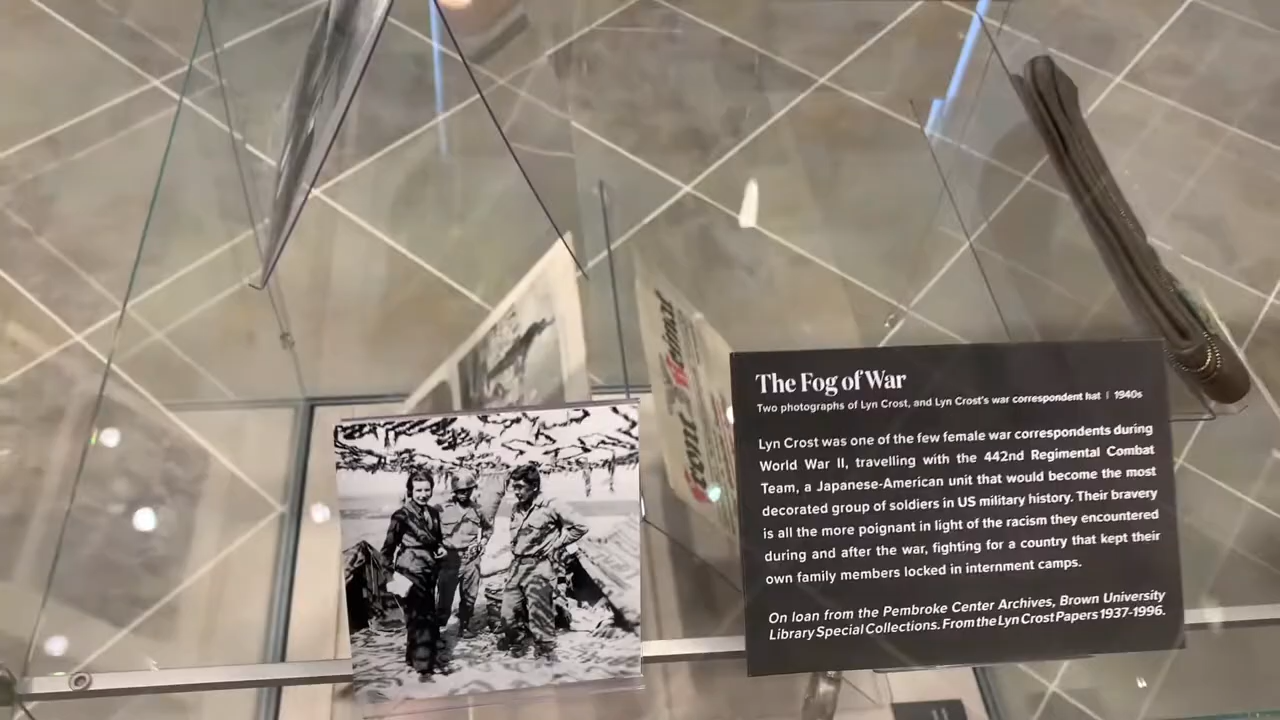 The Fog of War
Two photographs of Lyn Crost, and Lyn Crost's war correspondent hat | 1940s
Lyn Crost was one of the few female war correspondents during
World War II, travelling with the 442nd Regimental Combat
Team, a Japanese-American unit that would become the most
decorated group of soldiers in US military history. Their bravery
is all the more poignant in light of the racism they encountered
during and after the war, fighting for a country that kept their
own family members locked in internment camps.
On loan from the Pembroke Center Archives, Brown University
Library Special Collections. From the Lyn Crost Papers 1937-1996.
Front
Weimar